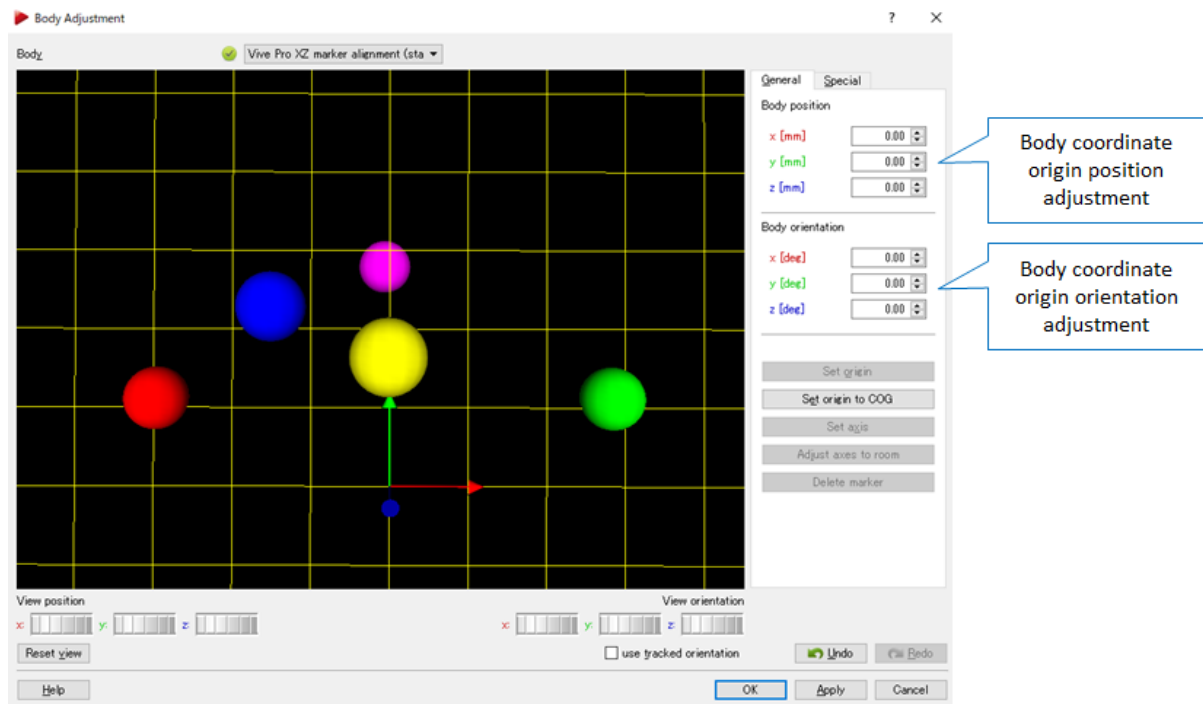 Body Adjustment
?
Body
Vive Pro XZ marker alignment (sta
General
Special
Body position
x [mm]
0.00
y [mm]
0.00
z [mm]
0.00
Body orientation
x [deg]
0.00
y [deg]
0.00
z [deg]
0.00
Set origin
Set origin to COG
Set axis
Adjust axes to room
Delete marker
Body coordinate
origin position
adjustment
Body coordinate
origin orientation
adjustment
View position
x:
y:
z:
View orientation
x:
y:
z:
Reset view
use tracked orientation
Undo
Redo
Help
OK
Apply
Cancel